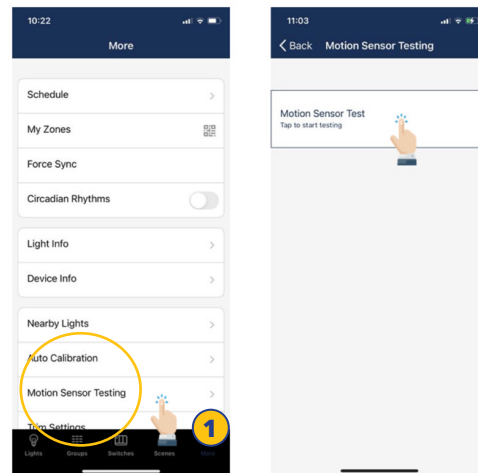 10:22
More
Schedule
My Zones
Force Sync
Circadian Rhythms
Light Info
Device Info
Nearby Lights
Auto Calibration
Motion Sensor Testing
Trim Settings
Lights Groups Switches Scenes More
1
11:03
Back Motion Sensor Testing
Motion Sensor Test
Tap to start testing